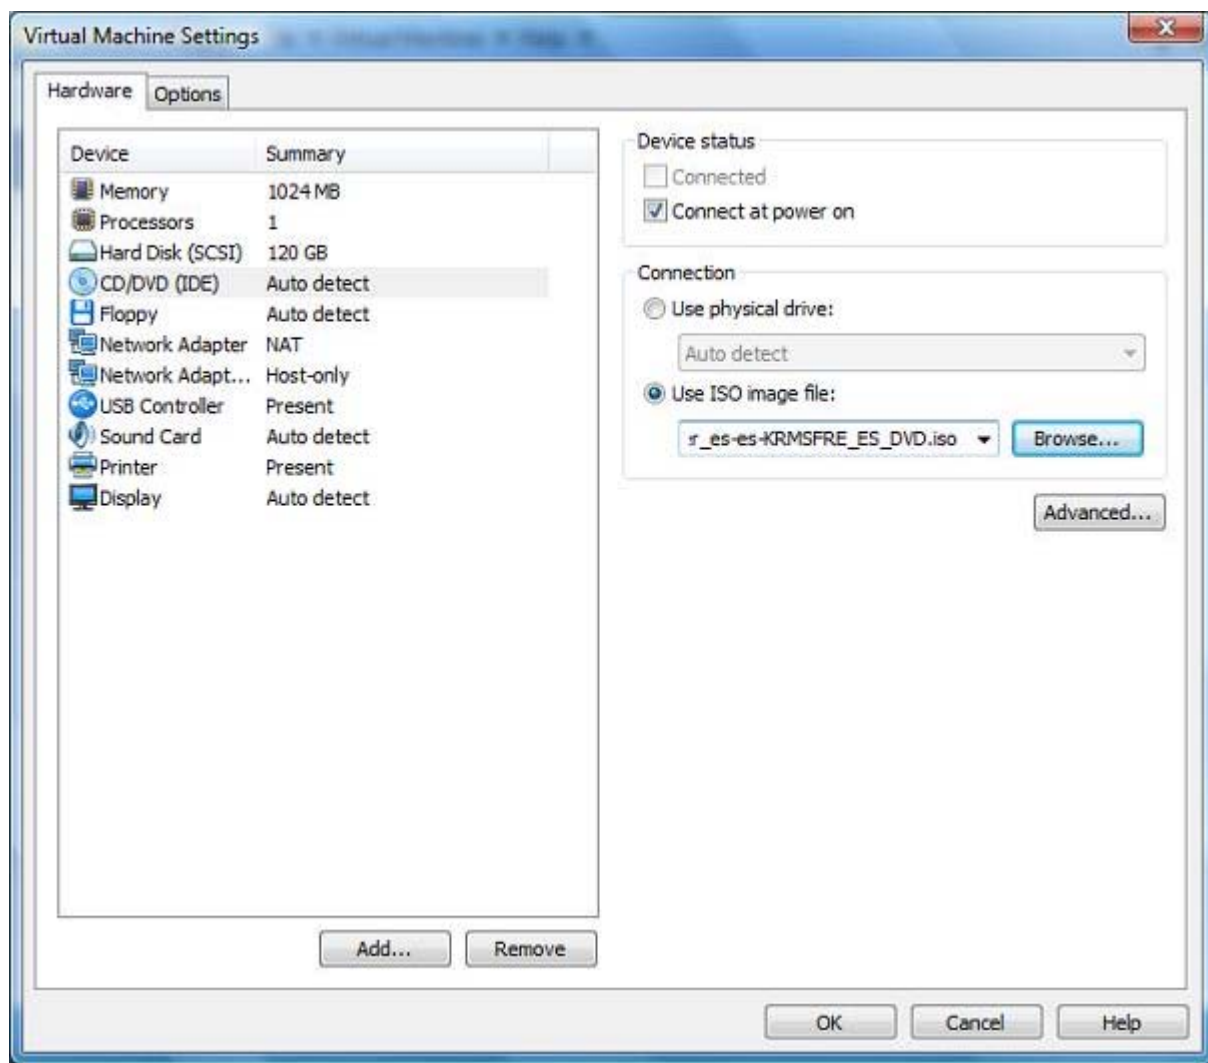 Virtual Machine Settings
Hardware
Options
Device Summary
Memory 1024 MB
Processors 1
Hard Disk (SCSI) 120 GB
CD/DVD (IDE) Auto detect
Floppy Auto detect
Network Adapter NAT
Network Adapt... Host-only
USB Controller Present
Sound Card Auto detect
Printer Present
Display Auto detect
Add...
Remove
Device status
Connected
Connect at power on
Connection
Use physical drive:
Auto detect
Use ISO image file:
r_es-es-KRMSFRE_ES_DVD.iso
Browse...
Advanced...
OK
Cancel
Help